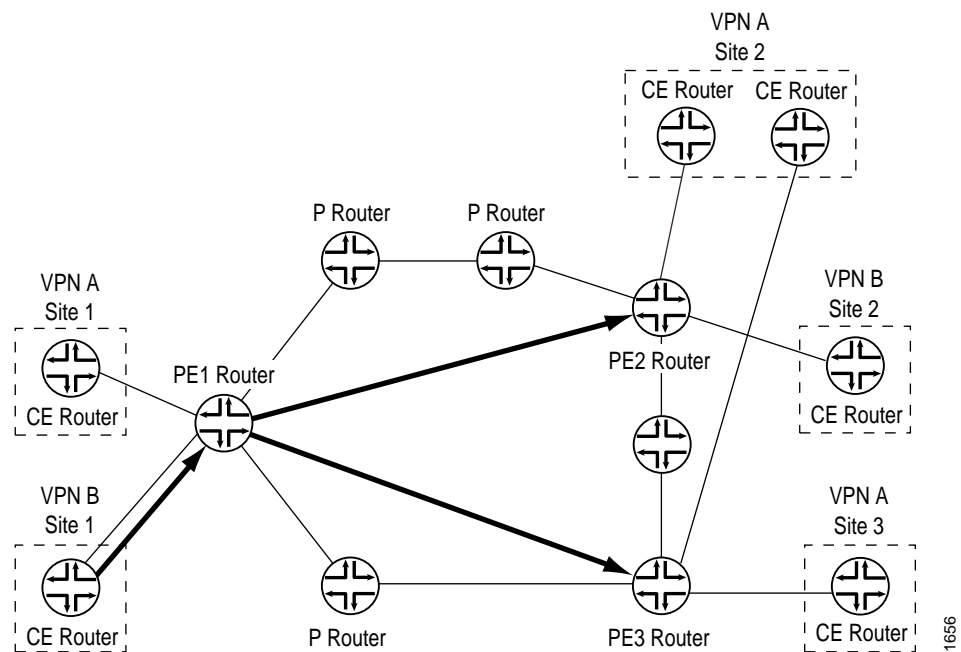 VPN A
Site 2
CE Router
CE Router
P Router
P Router
VPN A
Site 1
VPN B
Site 2
PE1 Router
PE2 Router
CE Router
CE Router
VPN B
Site 1
VPN A
Site 3
CE Router
P Router
PE3 Router
CE Router
1656